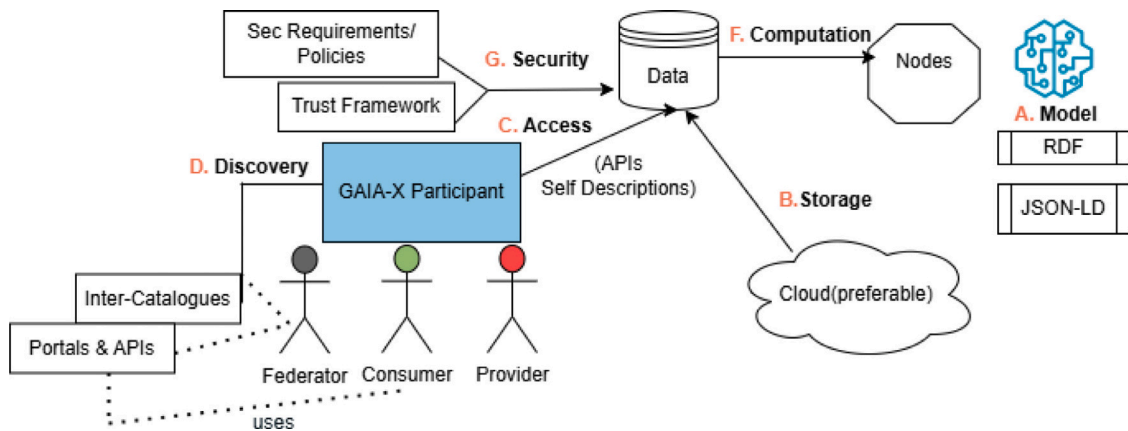 Sec Requirements/
Policies
Trust Framework
G. Security
Data
F. Computation
Nodes
A. Model
RDF
JSON-LD
C. Access
(APIs
Self Descriptions)
D. Discovery
GAIA-X Participant
B.Storage
Cloud(preferable)
Inter-Catalogues
Portals & APIs
Federator
Consumer
Provider
uses